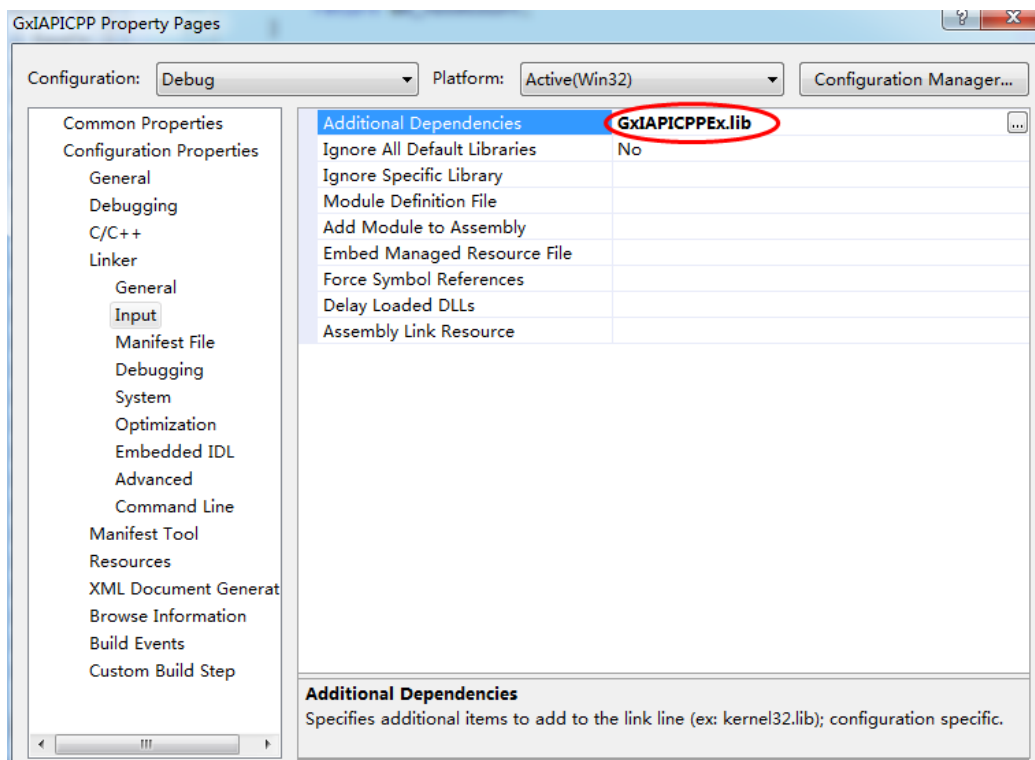 GxIAPICPP Property Pages
Configuration: Debug Platform: Active(Win32) Configuration Manager...
Common Properties
Configuration Properties
General
Debugging
C/C++
Linker
General
Input
Manifest File
Debugging
System
Optimization
Embedded IDL
Advanced
Command Line
Manifest Tool
Resources
XML Document Generat
Browse Information
Build Events
Custom Build Step
Additional Dependencies GxIAPICPPEx.lib ...
Ignore All Default Libraries No
Ignore Specific Library
Module Definition File
Add Module to Assembly
Embed Managed Resource File
Force Symbol References
Delay Loaded DLLs
Assembly Link Resource
Additional Dependencies
Specifies additional items to add to the link line (ex: kernel32.lib); configuration specific.